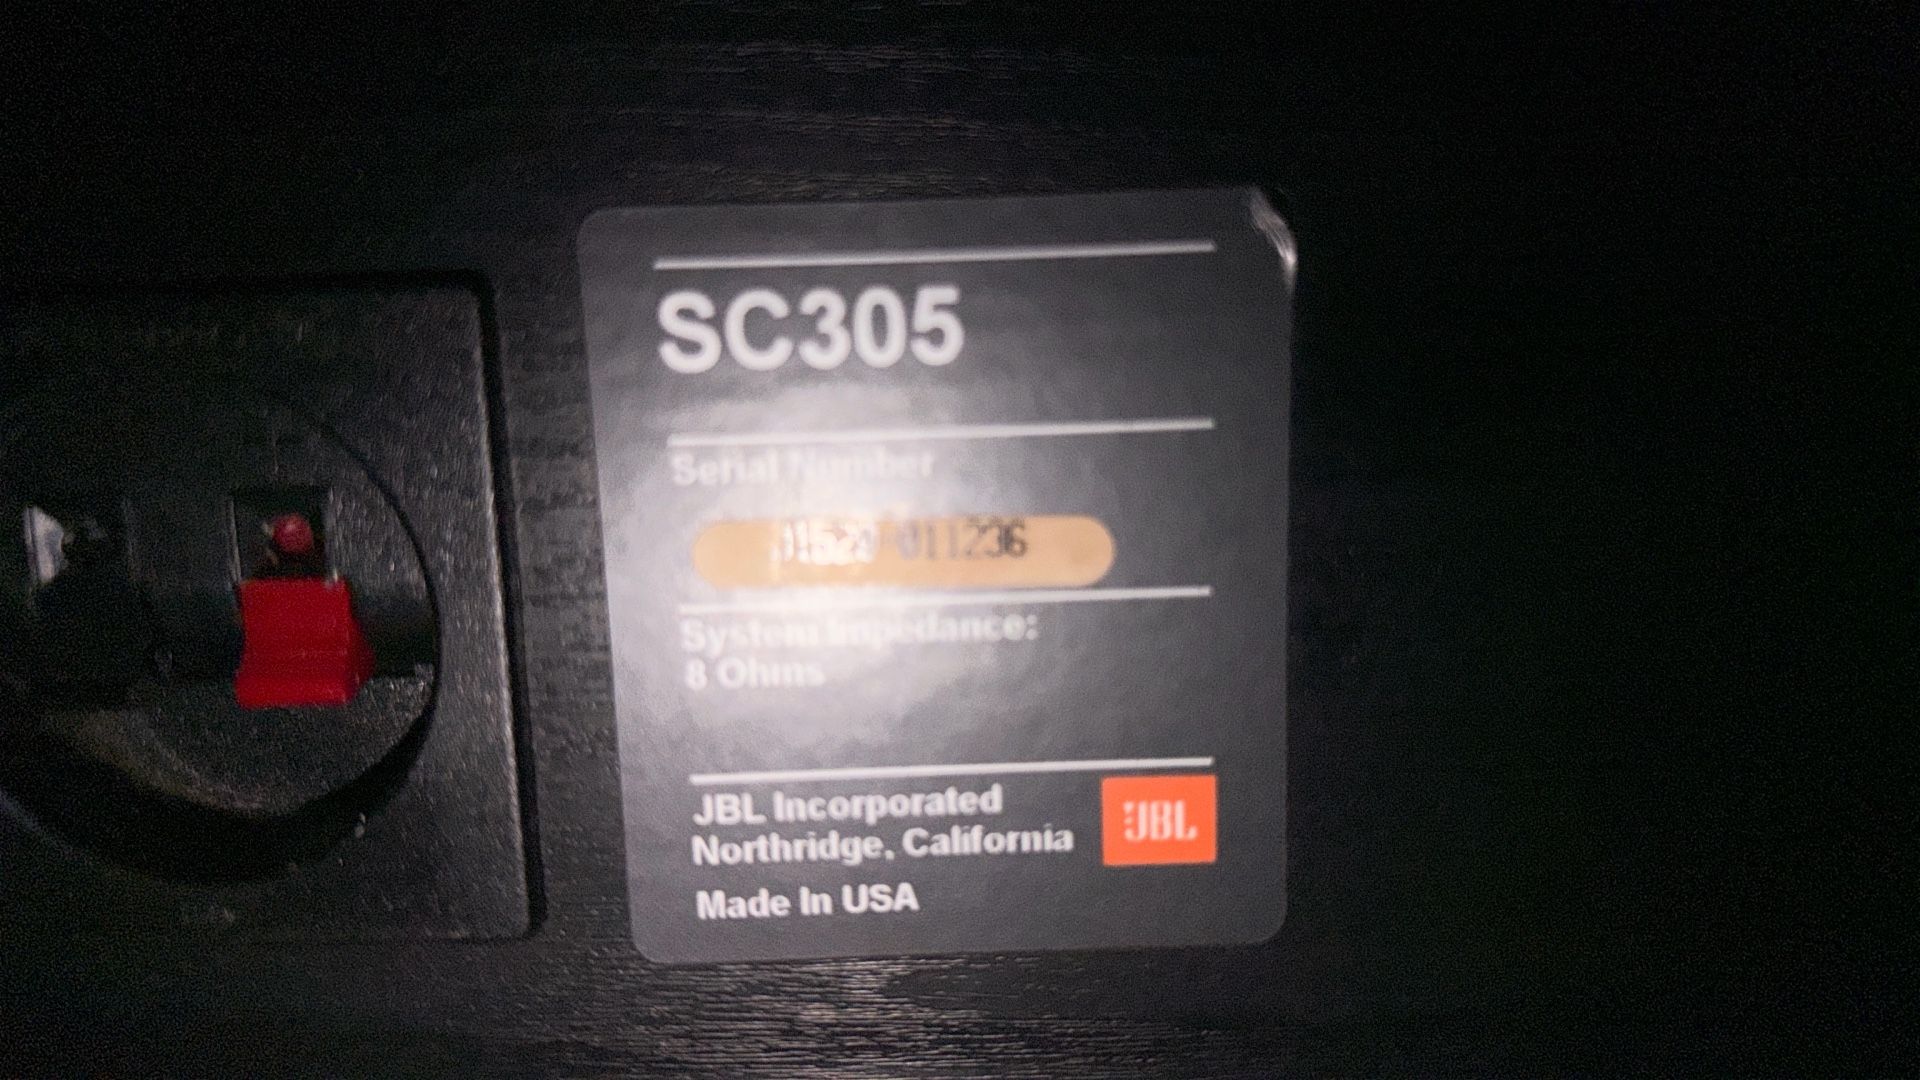 SC305
Serial Number
011236
System Impedance:
8 Ohms
JBL Incorporated
Northridge, California
JBL
Made In USA